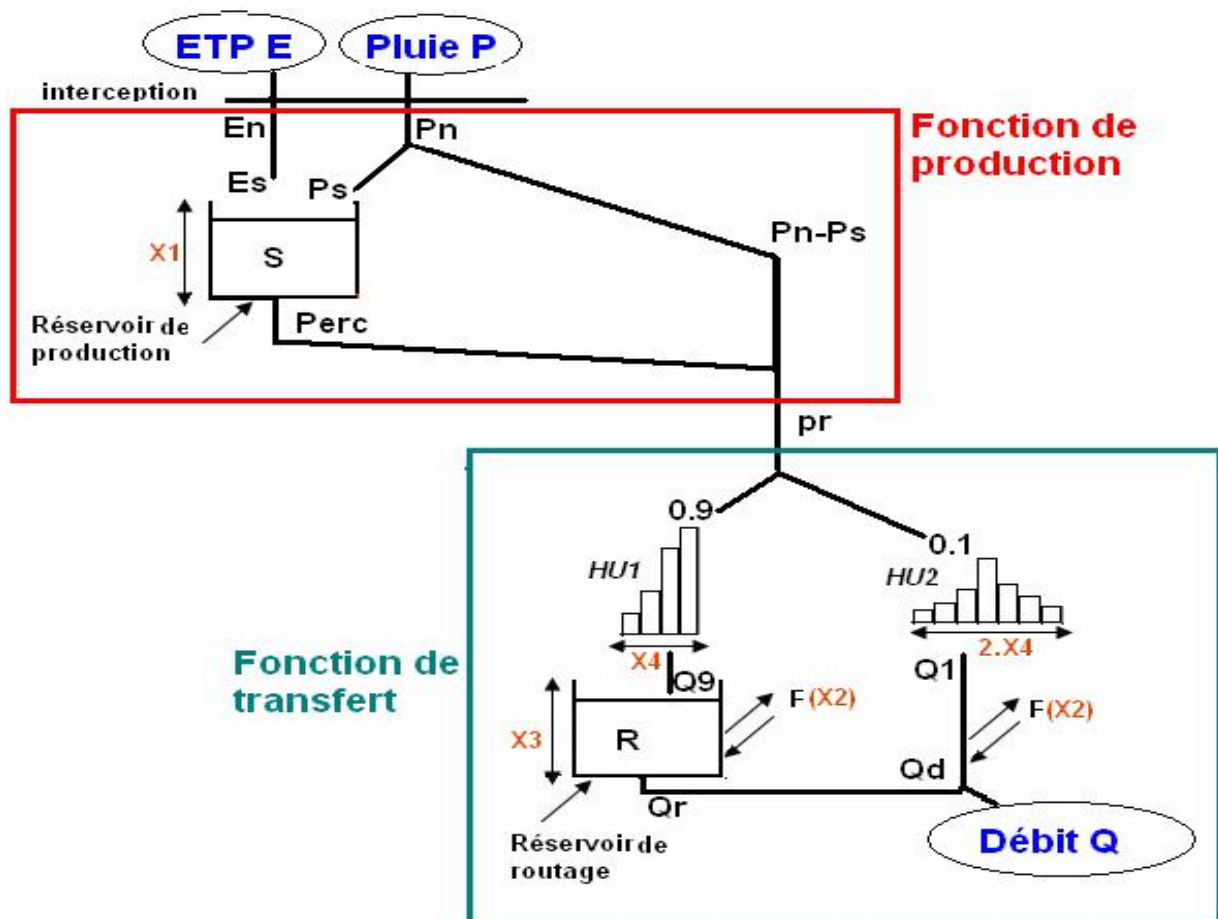 ETP E
Pluie P
interception
En
Pn
Fonction de
production
Es
Ps
X1
S
Pn-Ps
Réservoir de
production
Perc
pr
0.9
0.1
HU1
HU2
X4
2.X4
Fonction de
transfert
Q9
Q1
X3
R
F(X2)
F(X2)
Qr
Qd
Réservoir de
routage
Débit Q